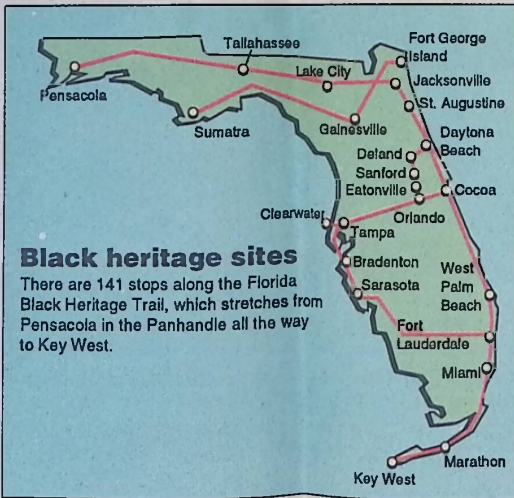 Fort George
Island
Tallahassee
Lake City
Jacksonville
Pensacola
St. Augustine
Sumatra
Gainesville
Daytona
Beach
Deland
Sanford
Eatonville
Cocoa
Orlando
Clearwater
Tampa
Black heritage sites
There are 141 stops along the Florida
Black Heritage Trail, which stretches from
Pensacola in the Panhandle all the way
to Key West.
Bradenton
Sarasota
West
Palm
Beach
Fort
Lauderdale
Miami
Marathon
Key West